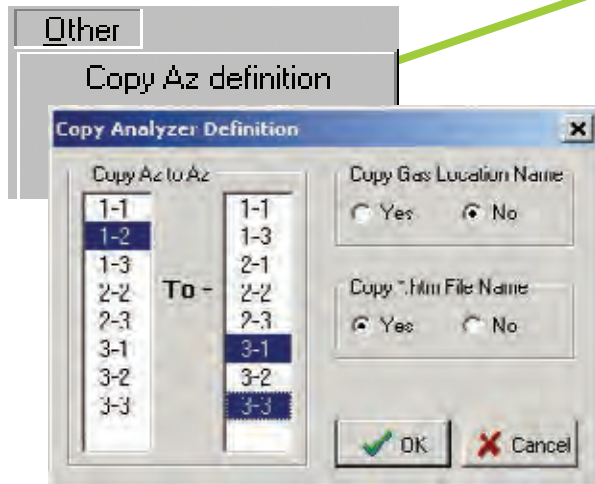 Other
Copy Az definition
Copy Analyzer Definition
Copy Az to Az
1-1
1-2
1-3
2-2
2-3
3-1
3-2
3-3
To -
1-1
1-3
2-1
2-2
2-3
3-1
3-2
3-3
Copy Gas Location Name
Yes No
Copy *.htm File Name
Yes No
OK Cancel